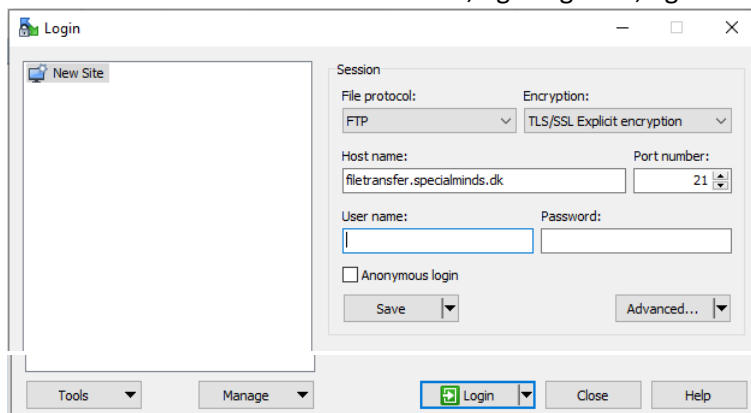 Login
New Site
Session
File protocol: Encryption:
FTP TLS/SSL Explicit encryption
Host name: Port number:
filetransfer.specialminds.dk 21
User name: Password:
Anonymous login
Save Advanced...
Tools Manage Login Close Help